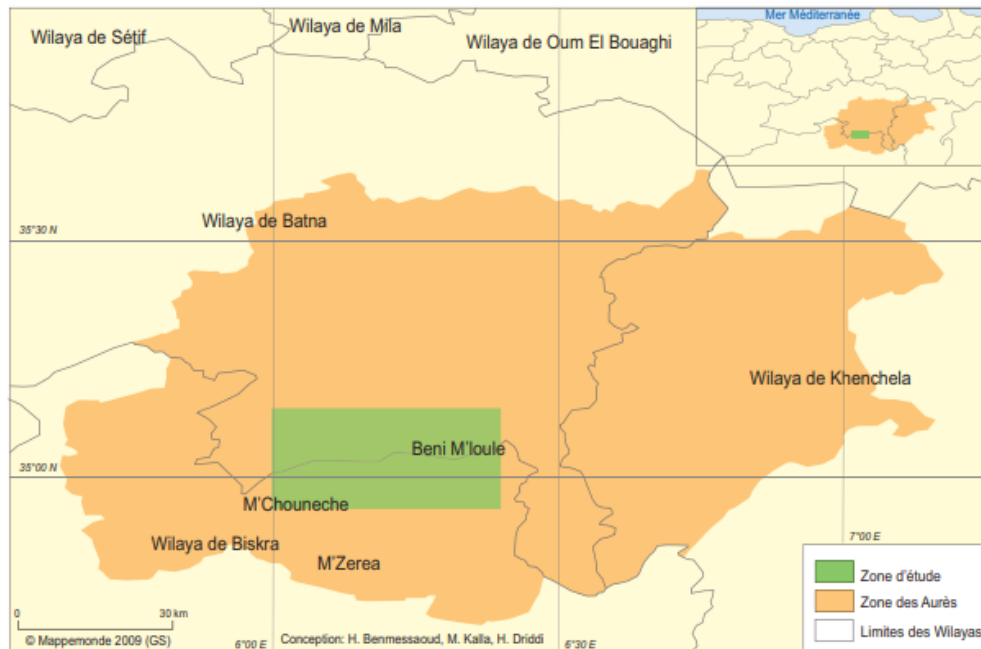 Mer Méditerranée
Wilaya de Sétif
Wilaya de Mila
Wilaya de Oum El Bouaghi
Wilaya de Batna
35°30 N
Wilaya de Khenchela
Beni M'loule
35°00 N
M'Chouneche
Wilaya de Biskra
M'Zerea
7°00 E
Zone d'étude
Zone des Aurès
Limites des Wilayas
0 30 km
© Mappemonde 2009 (GS)
6°00 E
Conception: H. Benmessaoud, M. Kalla, H. Driddi
6°30 E